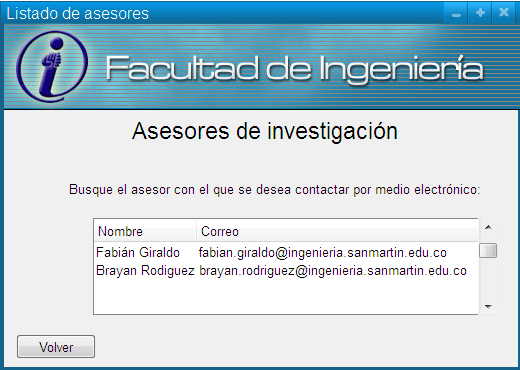 Listado de asesores
Facultad de Ingeniería
Asesores de investigación
Busque el asesor con el que se desea contactar por medio electrónico:
Nombre Correo
Fabián Giraldo fabian.giraldo@ingenieria.sanmartin.edu.co
Brayan Rodiguez brayan.rodriguez@ingenieria.sanmartin.edu.co
Volver